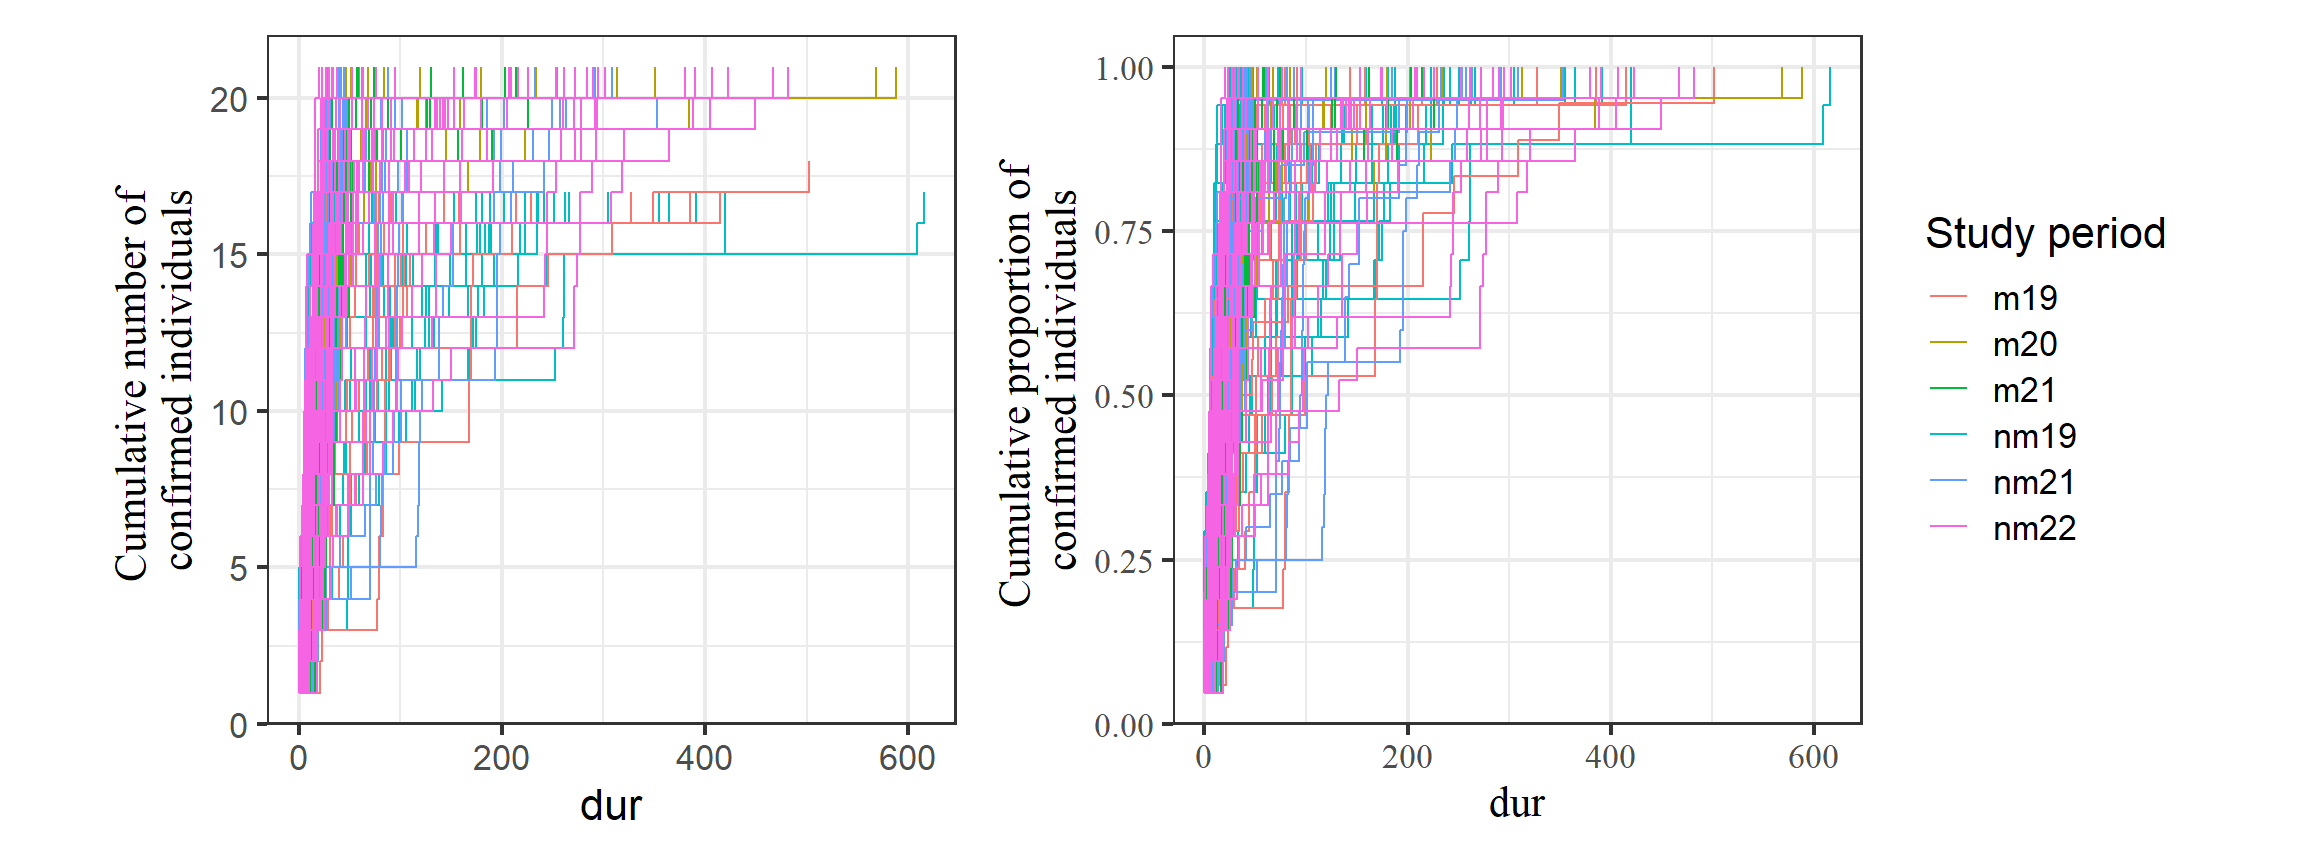 Cumulative number of
confirmed individuals
20
15
10
5
0
0
200
400
600
dur
Cumulative proportion of
confirmed individuals
1.00
0.75
0.50
0.25
0.00
0
200
400
600
dur
Study period
m19
m20
m21
nm19
nm21
nm22